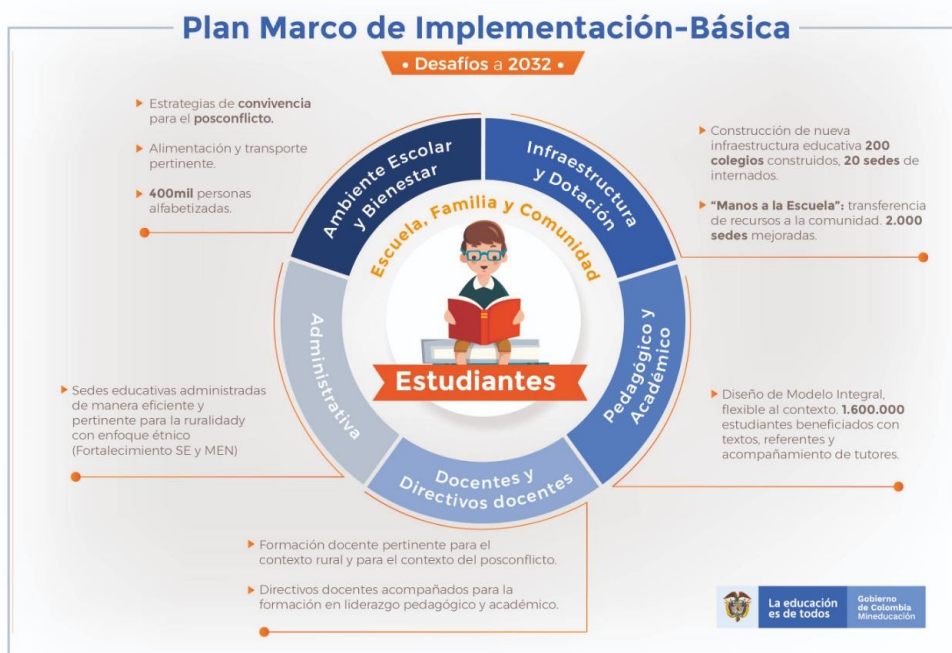 Plan Marco de Implementación-Básica
• Desafíos a 2032 •
▶ Estrategias de convivencia
para el posconflicto.
▶ Alimentación y transporte
pertinente.
▶ 400mil personas
alfabetizadas.
Ambiente Escolar
y Bienestar
Infraestructura
y Dotación
▶ Construcción de nueva
infraestructura educativa 200
colegios construidos, 20 sedes de
internados.
▶ "Manos a la Escuela": transferencia
de recursos a la comunidad. 2.000
sedes mejoradas.
Escuela, Familia y Comunidad
Estudiantes
Administrativa
Pedagógico y
Académico
▶ Sedes educativas administradas
de manera eficiente y
pertinente para la ruralidady
con enfoque étnico
(Fortalecimiento SE y MEN)
▶ Diseño de Modelo Integral,
flexible al contexto. 1.600.000
estudiantes beneficiados con
textos, referentes y
acompañamiento de tutores.
Docentes y
Directivos docentes
▶ Formación docente pertinente para el
contexto rural y para el contexto del posconflicto.
▶ Directivos docentes acompañados para la
formación en liderazgo pedagógico y académico.
La educación
es de todos
Gobierno
de Colombia
Mineducación